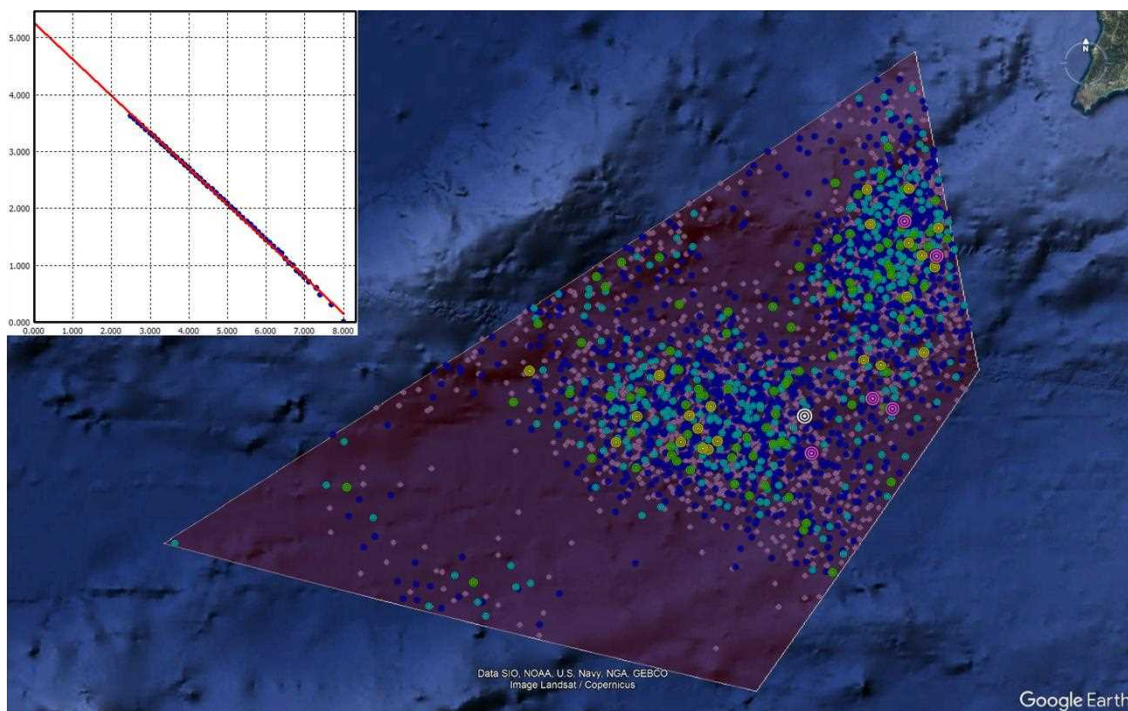 5.000
4.000
3.000
2.000
1.000
0.000
0.000 1.000 2.000 3.000 4.000 5.000 6.000 7.000 8.000
N
Data SIO, NOAA, U.S. Navy, NGA, GEBCO
Image Landsat / Copernicus
Google Earth